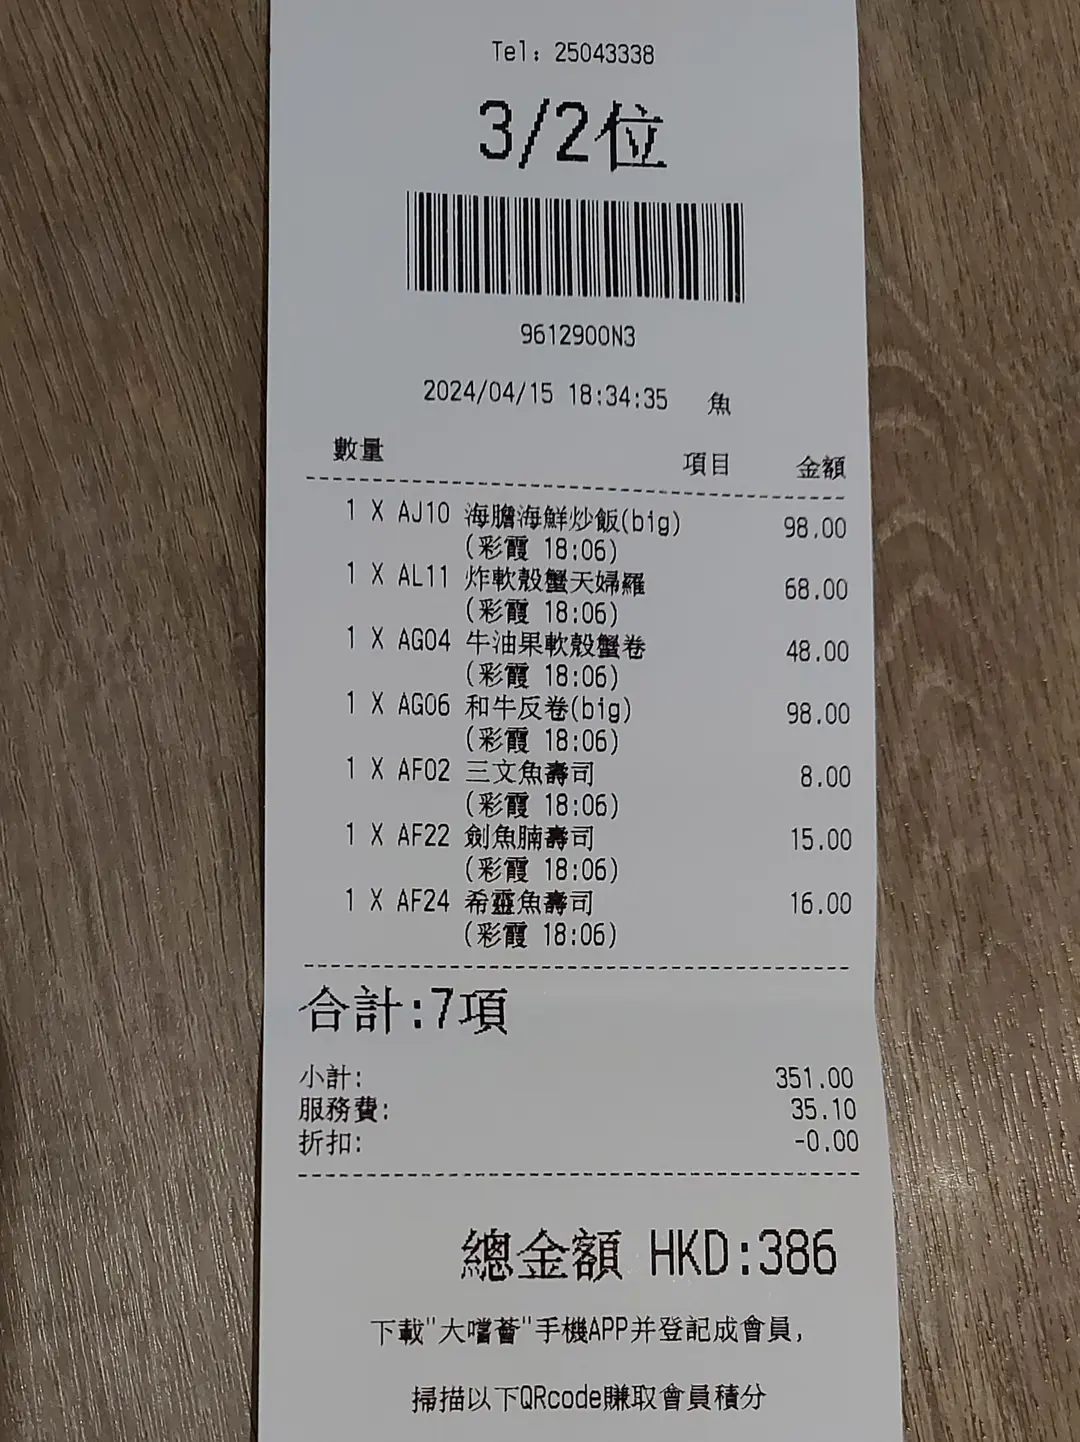 Tel: 25043338
3/2位
9612900N3
2024/04/15 18:34:35 魚
數量 項目 金額
1 X AJ10 海膽海鮮炒飯(big) 98.00
(彩霞 18:06)
1 X AL11 炸軟殼蟹天婦羅 68.00
(彩霞 18:06)
1 X AG04 牛油果軟殼蟹卷 48.00
(彩霞 18:06)
1 X AG06 和牛反卷(big) 98.00
(彩霞 18:06)
1 X AF02 三文魚壽司 8.00
(彩霞 18:06)
1 X AF22 劍魚腩壽司 15.00
(彩霞 18:06)
1 X AF24 希靈魚壽司 16.00
(彩霞 18:06)
合計:7項
小計: 351.00
服務費: 35.10
折扣: -0.00
總金額 HKD:386
下載"大嚐薈"手機APP并登記成會員,
掃描以下QRcode賺取會員積分